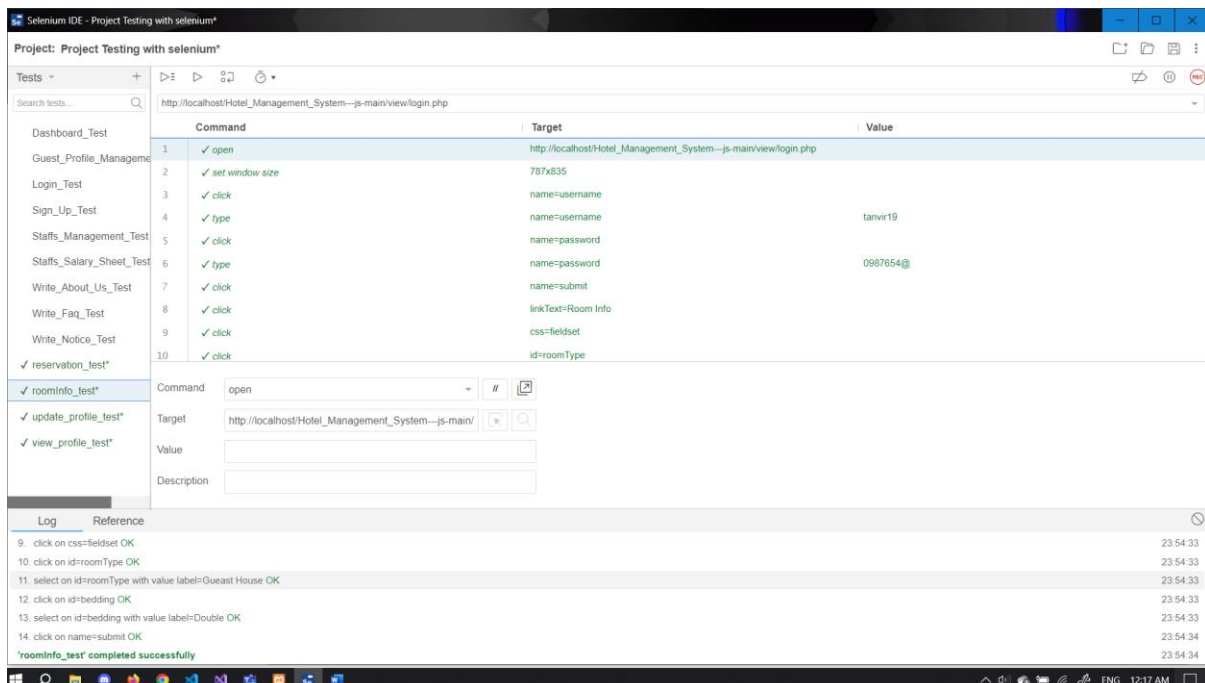 Selenium IDE - Project Testing with selenium*
Project: Project Testing with selenium*
Tests
Search tests...
http://localhost/Hotel_Management_System---js-main/view/login.php
Command Target Value
1 ✓ open http://localhost/Hotel_Management_System---js-main/view/login.php
2 ✓ set window size 787x835
3 ✓ click name=username
4 ✓ type name=username tanvir19
5 ✓ click name=password
6 ✓ type name=password 0987654@
7 ✓ click name=submit
8 ✓ click linkText=Room Info
9 ✓ click css=fieldset
10 ✓ click id=roomType
Dashboard_Test
Guest_Profile_Manageme
Login_Test
Sign_Up_Test
Staffs_Management_Test
Staffs_Salary_Sheet_Test
Write_About_Us_Test
Write_Faq_Test
Write_Notice_Test
✓ reservation_test*
✓ roomInfo_test*
✓ update_profile_test*
✓ view_profile_test*
Command open //
Target http://localhost/Hotel_Management_System---js-main/
Value
Description
Log Reference
9. click on css=fieldset OK 23:54:33
10. click on id=roomType OK 23:54:33
11. select on id=roomType with value label=Gueast House OK 23:54:33
12. click on id=bedding OK 23:54:33
13. select on id=bedding with value label=Double OK 23:54:33
14. click on name=submit OK 23:54:34
'roomInfo_test' completed successfully 23:54:34
ENG 12:17 AM